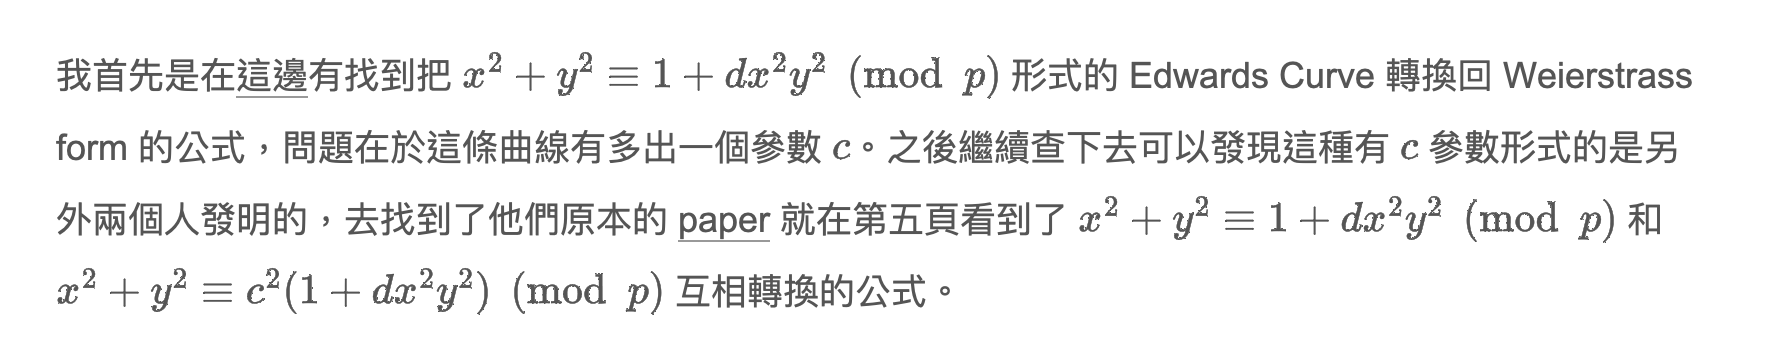 我首先是在這邊有找到把 $x^2 + y^2 \equiv 1 + dx^2y^2 \pmod p$ 形式的 Edwards Curve 轉換回 Weierstrass
form 的公式，問題在於這條曲線有多出一個參數 $c$。之後繼續查下去可以發現這種有 $c$ 參數形式的是另
外兩個人發明的，去找到了他們原本的 paper 就在第五頁看到了 $x^2 + y^2 \equiv 1 + dx^2y^2 \pmod p$ 和
$x^2 + y^2 \equiv c^2(1 + dx^2y^2) \pmod p$ 互相轉換的公式。